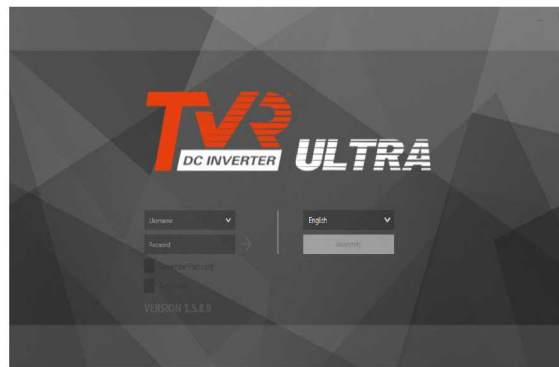 TVR
DC INVERTER
ULTRA
Username
English
Password
VERSION 1.5.8.9